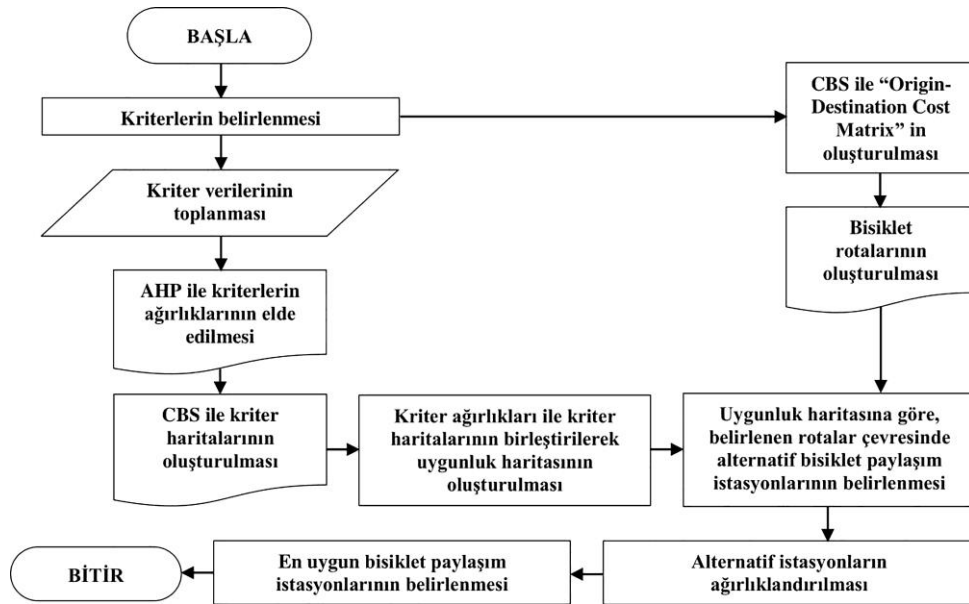 BAŞLA
Kriterlerin belirlenmesi
CBS ile “Origin-
Destination Cost
Matrix” in
oluşturulması
Kriter verilerinin
toplanması
Bisiklet
rotalarının
oluşturulması
AHP ile kriterlerin
ağırlıklarının elde
edilmesi
CBS ile kriter
haritalarının
oluşturulması
Kriter ağırlıkları ile kriter
haritalarının birleştirilerek
uygunluk haritasının
oluşturulması
Uygunluk haritasına göre,
belirlenen rotalar çevresinde
alternatif bisiklet paylaşım
istasyonlarının belirlenmesi
Alternatif istasyonların
ağırlıklandırılması
En uygun bisiklet paylaşım
istasyonlarının belirlenmesi
BİTİR